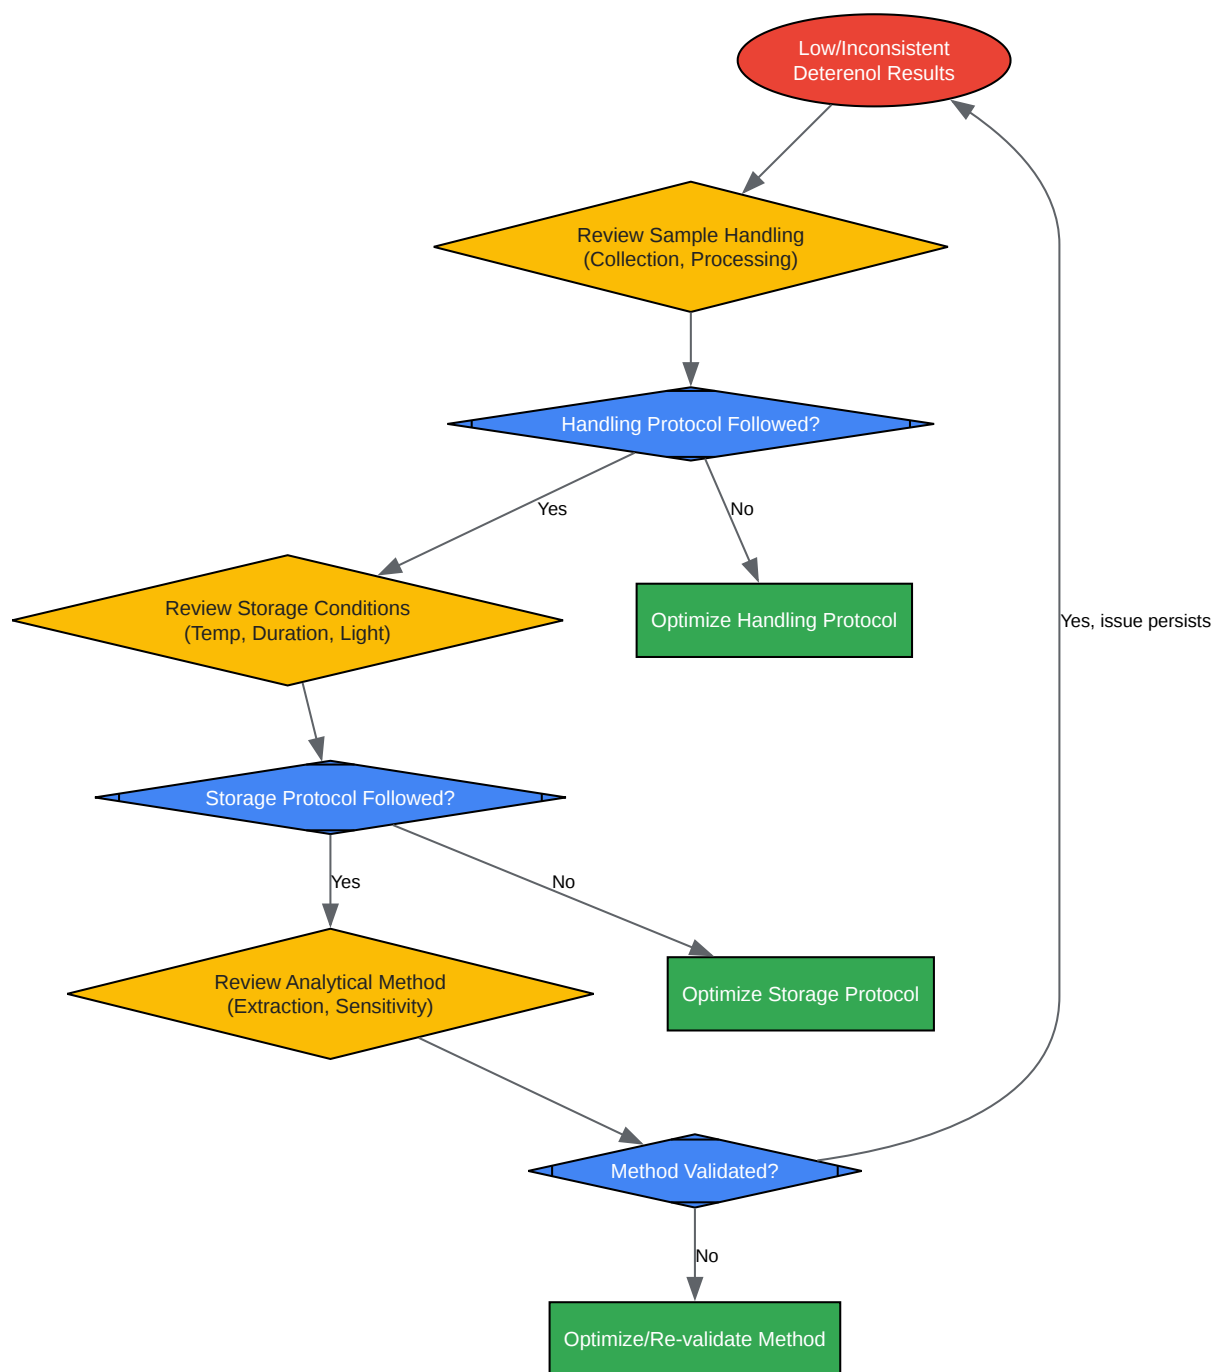 Low/Inconsistent
Deterenol Results
Review Sample Handling
(Collection, Processing)
Handling Protocol Followed?
Yes
No
Review Storage Conditions
(Temp, Duration, Light)
Optimize Handling Protocol
Yes, issue persists
Storage Protocol Followed?
Yes
No
Review Analytical Method
(Extraction, Sensitivity)
Optimize Storage Protocol
Method Validated?
No
Optimize/Re-validate Method